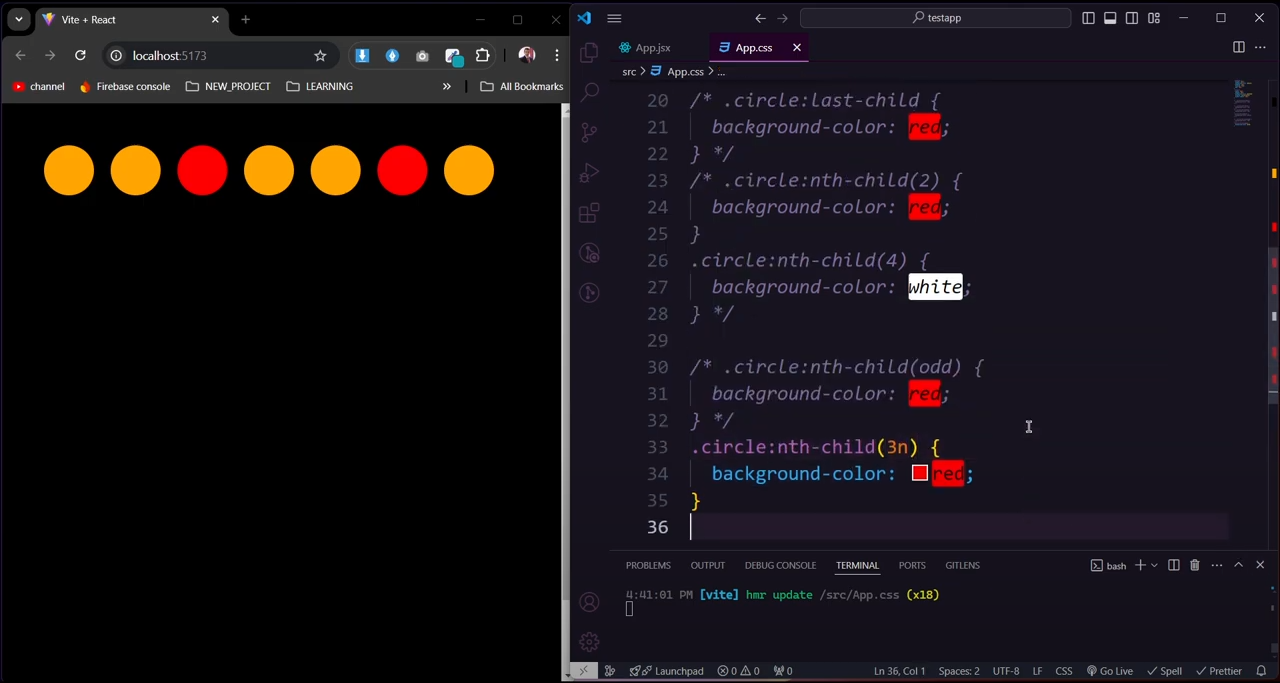 Vite + React
localhost:5173
channel
Firebase console
NEW_PROJECT
LEARNING
»
All Bookmarks
testapp
App.jsx
App.css
src > App.css > ...
20 /* .circle:last-child {
21 background-color: red;
22 } */
23 /* .circle:nth-child(2) {
24 background-color: red;
25 }
26 .circle:nth-child(4) {
27 background-color: white;
28 } */
29
30 /* .circle:nth-child(odd) {
31 background-color: red;
32 } */
33 .circle:nth-child(3n) {
34 background-color: red;
35 }
36
PROBLEMS OUTPUT DEBUG CONSOLE TERMINAL PORTS GITLENS
bash
4:41:01 PM [vite] hmr update /src/App.css (x18)
Launchpad 0 0 0 Ln 36, Col 1 Spaces: 2 UTF-8 LF CSS Go Live Spell Prettier